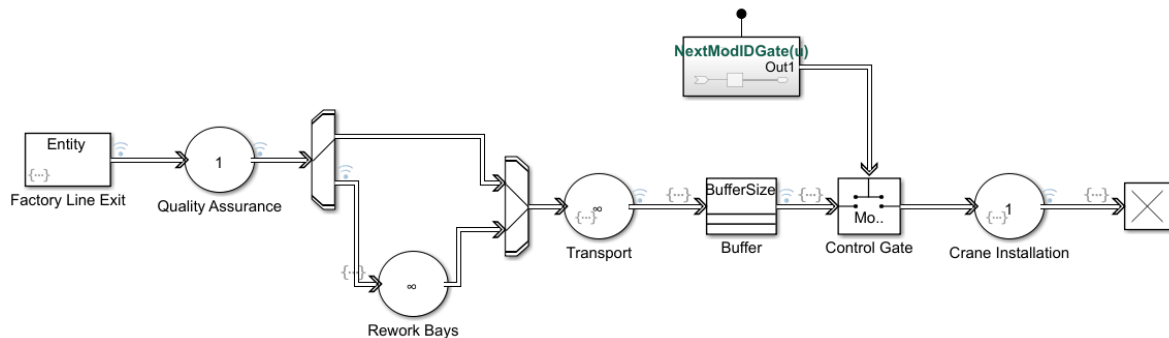 NextModIDGate(u)
Out1
Entity
{...}
Factory Line Exit
1
Quality Assurance
{...}
∞
Rework Bays
∞
{...}
Transport
{...}
BufferSize
Buffer
{...}
Mo..
Control Gate
1
{...}
Crane Installation
{...}